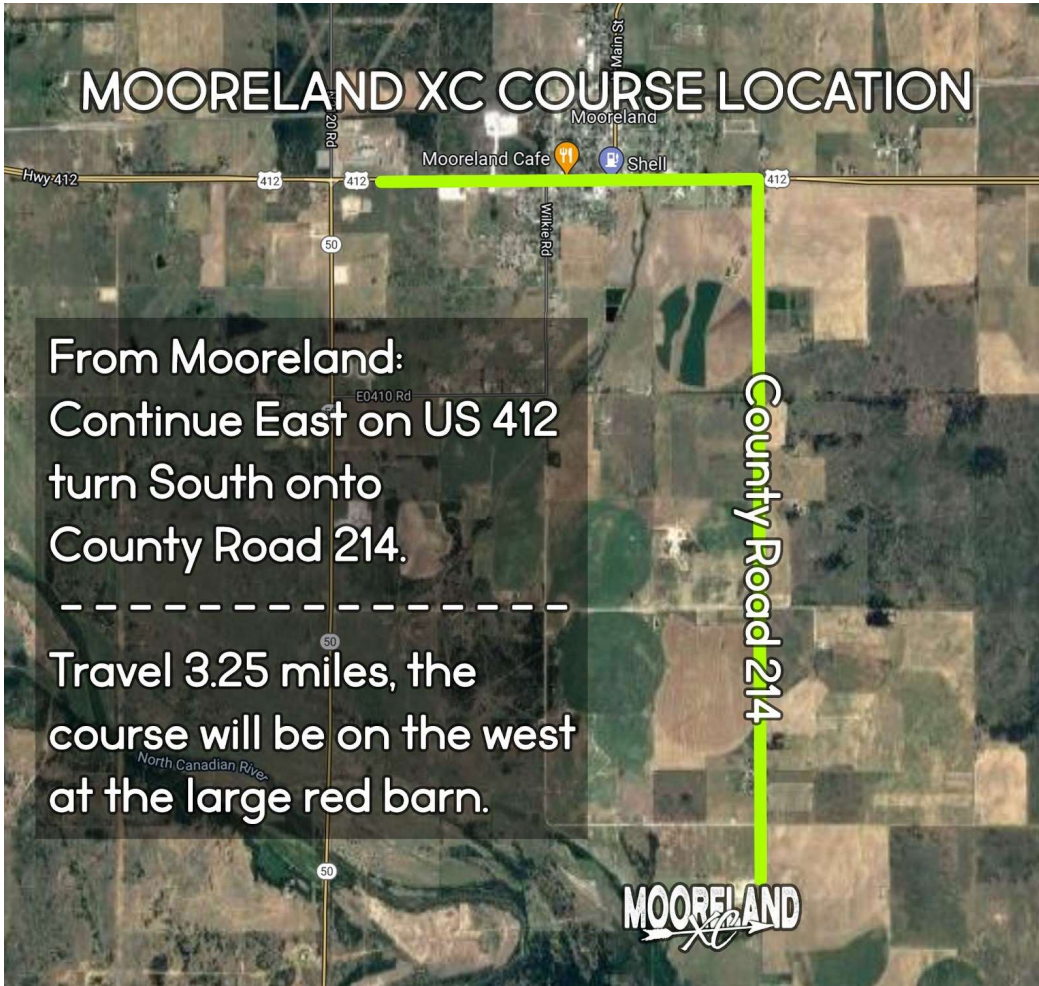 Main St
MOORELAND XC COURSE LOCATION
20 Rd
Mooreland
Mooreland Cafe
Shell
Hwy 412
412
412
412
Wilkie Rd
50
From Mooreland:
E0410 Rd
Continue East on US 412
turn South onto
County Road 214.
County Road 214
50
Travel 3.25 miles, the
course will be on the west
North Canadian River
at the large red barn.
50
MOORELAND
XC